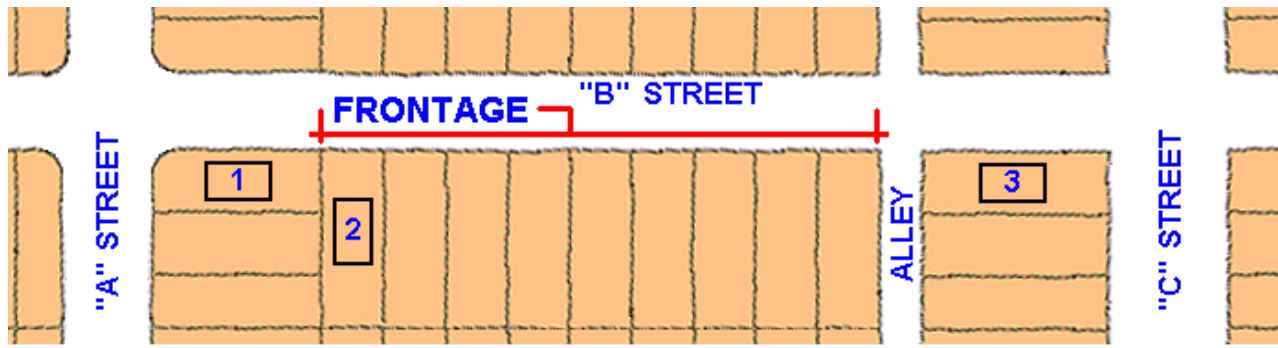 "B" STREET
FRONTAGE
"A" STREET
1
2
ALLEY
3
"C" STREET